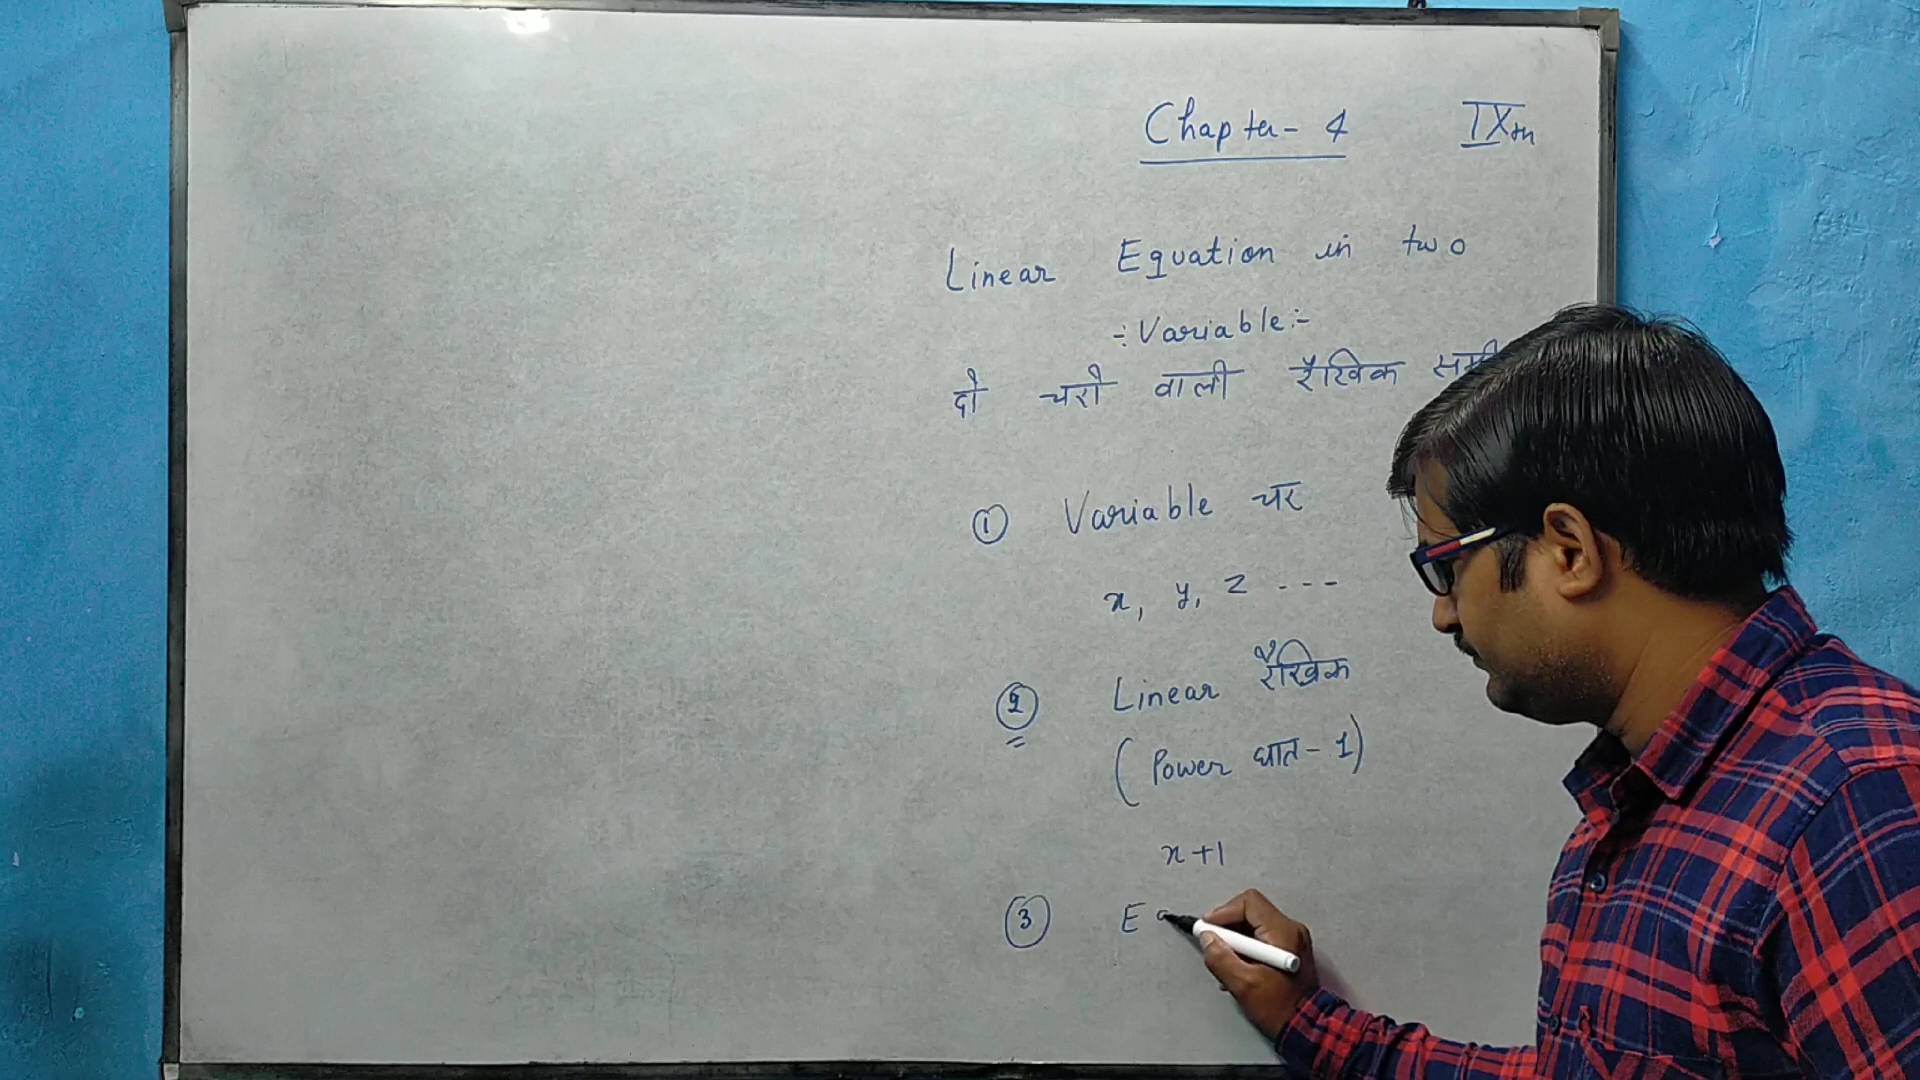 Chapter - 4 IXth
Linear Equation in two
-: Variable :-
दो चरो वाली रैखिक
① Variable चर
x, y, z ---
② Linear रैखिक
(Power घात - 1)
x+1
③ E